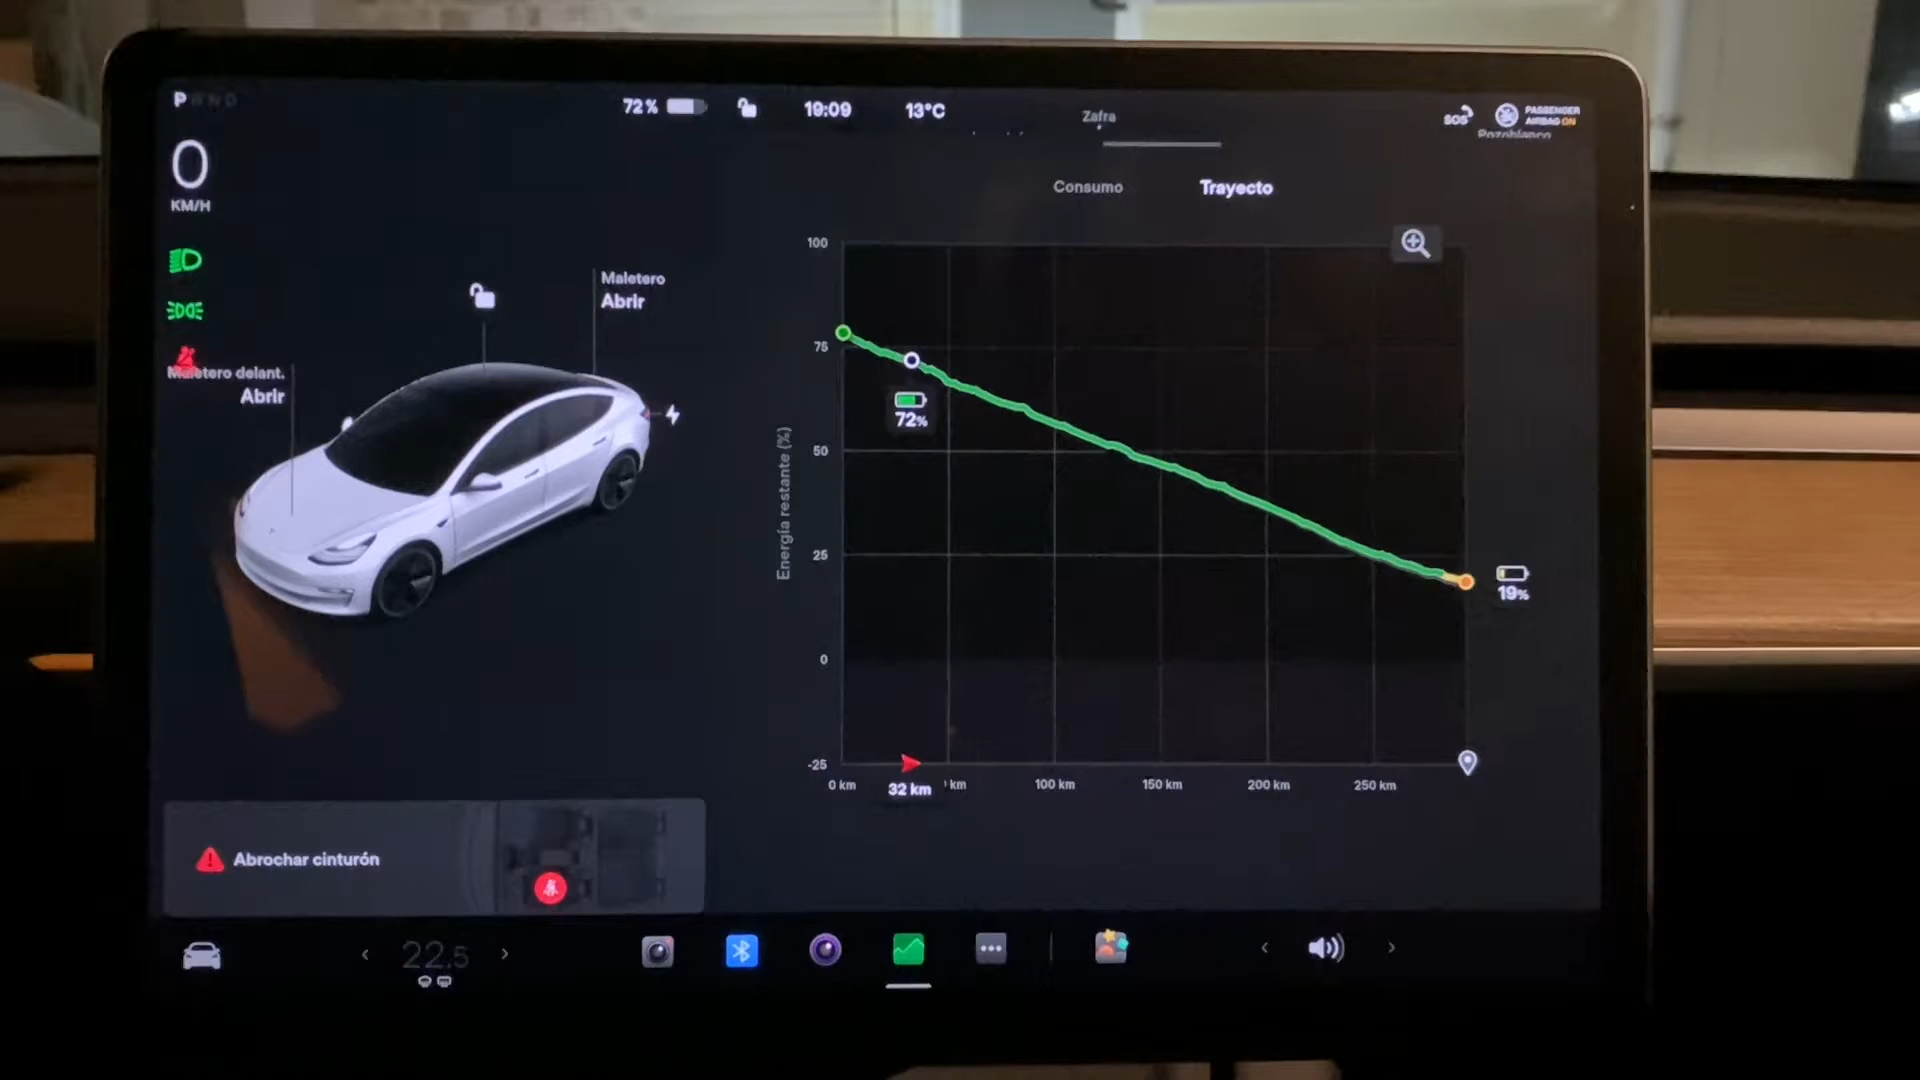 P R N D
72 %
19:09
13°C
Zafra
SOS
PASSENGER
AIRBAG ON
Pozoblanco
0
KM/H
Consumo
Trayecto
Maletero
Abrir
Maletero delant.
Abrir
100
75
50
25
0
-25
Energía restante (%)
72%
19%
0 km
32 km
km
100 km
150 km
200 km
250 km
Abrochar cinturón
22.5